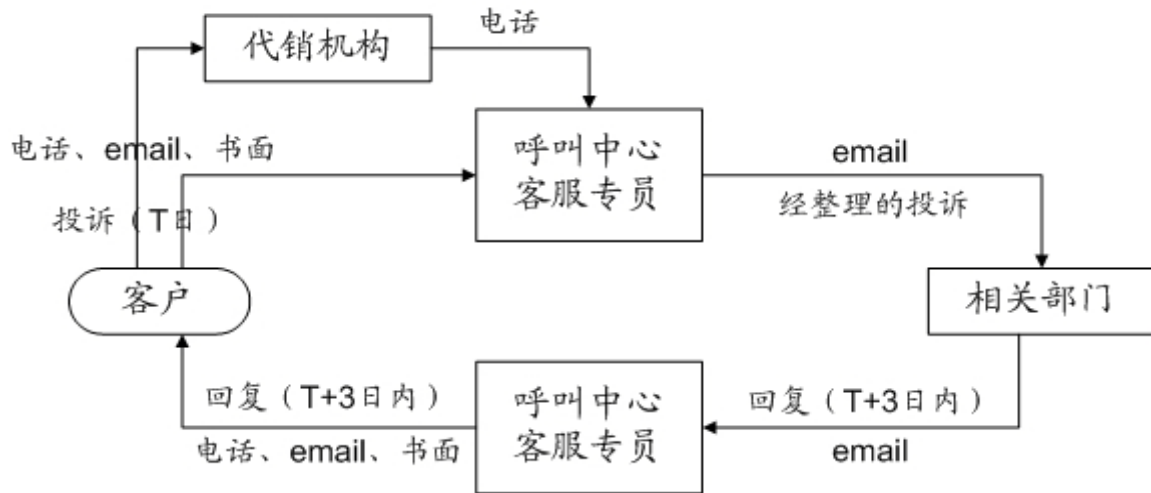 代销机构
电话
呼叫中心
客服专员
电话、email、书面
email
经整理的投诉
投诉（T日）
客户
相关部门
回复（T+3日内）
电话、email、书面
呼叫中心
客服专员
回复（T+3日内）
email